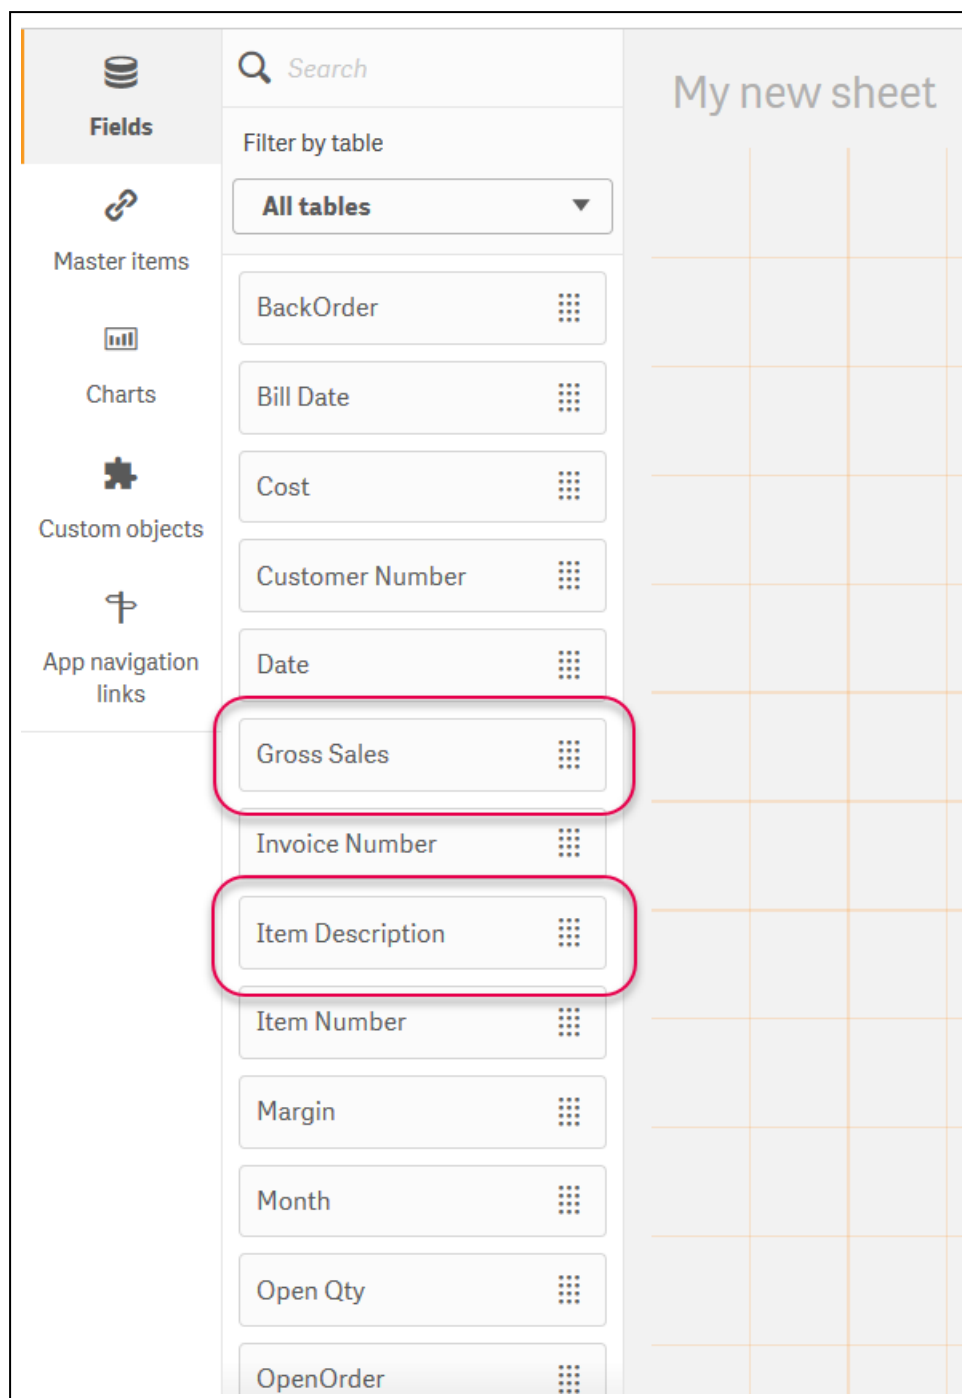 Fields
Master items
Charts
Custom objects
App navigation
links
Search
Filter by table
All tables
BackOrder
Bill Date
Cost
Customer Number
Date
Gross Sales
Invoice Number
Item Description
Item Number
Margin
Month
Open Qty
OpenOrder
My new sheet